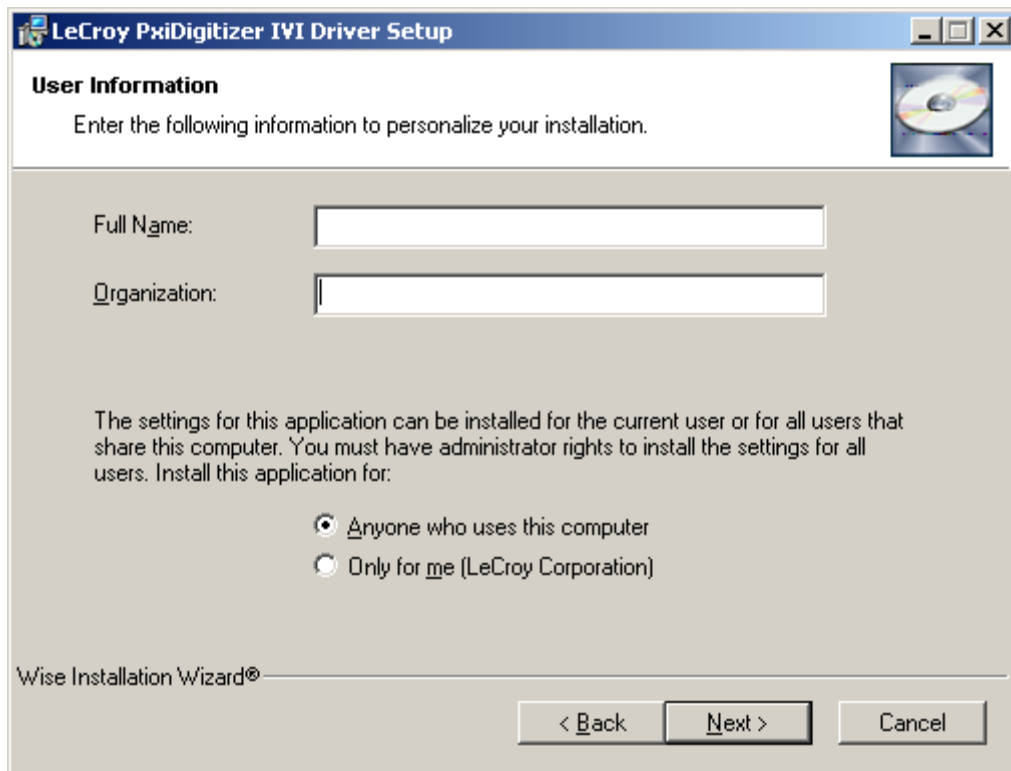 LeCroy PxiDigitizer IVI Driver Setup
User Information
Enter the following information to personalize your installation.
Full Name:
Organization:
The settings for this application can be installed for the current user or for all users that
share this computer. You must have administrator rights to install the settings for all
users. Install this application for:
Anyone who uses this computer
Only for me (LeCroy Corporation)
Wise Installation Wizard®
< Back Next > Cancel